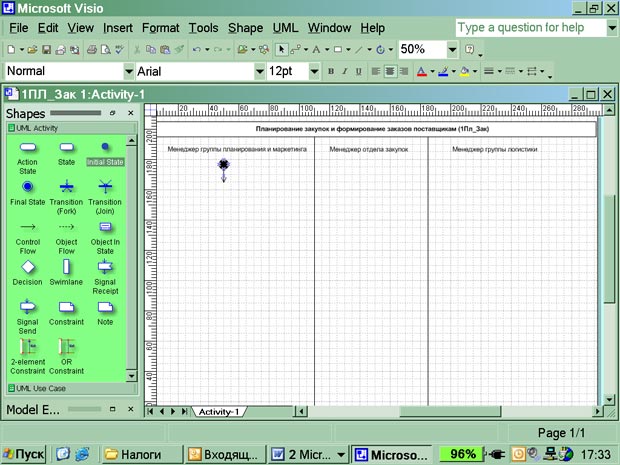 Microsoft Visio
File Edit View Insert Format Tools Shape UML Window Help
Type a question for help
50%
Normal Arial 12pt B I U
1ПЛ_Зак 1:Activity-1
Shapes
UML Activity
Action State State Initial State
Final State Transition (Fork) Transition (Join)
Control Flow Object Flow Object In State
Decision Swimlane Signal Receipt
Signal Send Constraint Note
2-element Constraint OR Constraint
UML Use Case
Model E...
20 40 60 80 100 120 140 160 180 200 220 240 260 280
200
180
160
140
120
100
80
60
40
20
Планирование закупок и формирование заказов поставщикам (1Пл_Зак)
Менеджер группы планирования и маркетинга Менеджер отдела закупок Менеджер группы логистики
Activity-1
Page 1/1
Пуск Налоги Входящ... 2 Micr... Microso... 96% 17:33